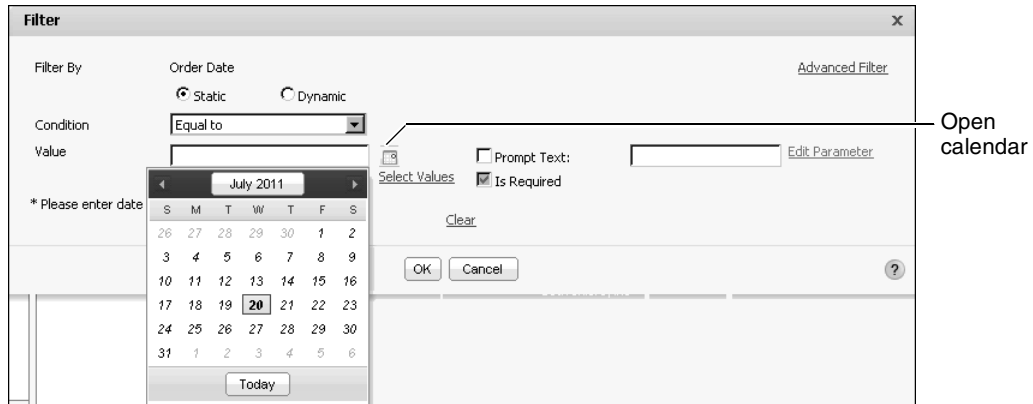 Filter x
Filter By Order Date Advanced Filter
Static Dynamic
Condition Equal to
Open
calendar
Value Prompt Text: Edit Parameter
Select Values Is Required
* Please enter date
Clear
July 2011
S M T W T F S
26 27 28 29 30 1 2
3 4 5 6 7 8 9
10 11 12 13 14 15 16
17 18 19 20 21 22 23
24 25 26 27 28 29 30
31 1 2 3 4 5 6
Today
OK Cancel ?